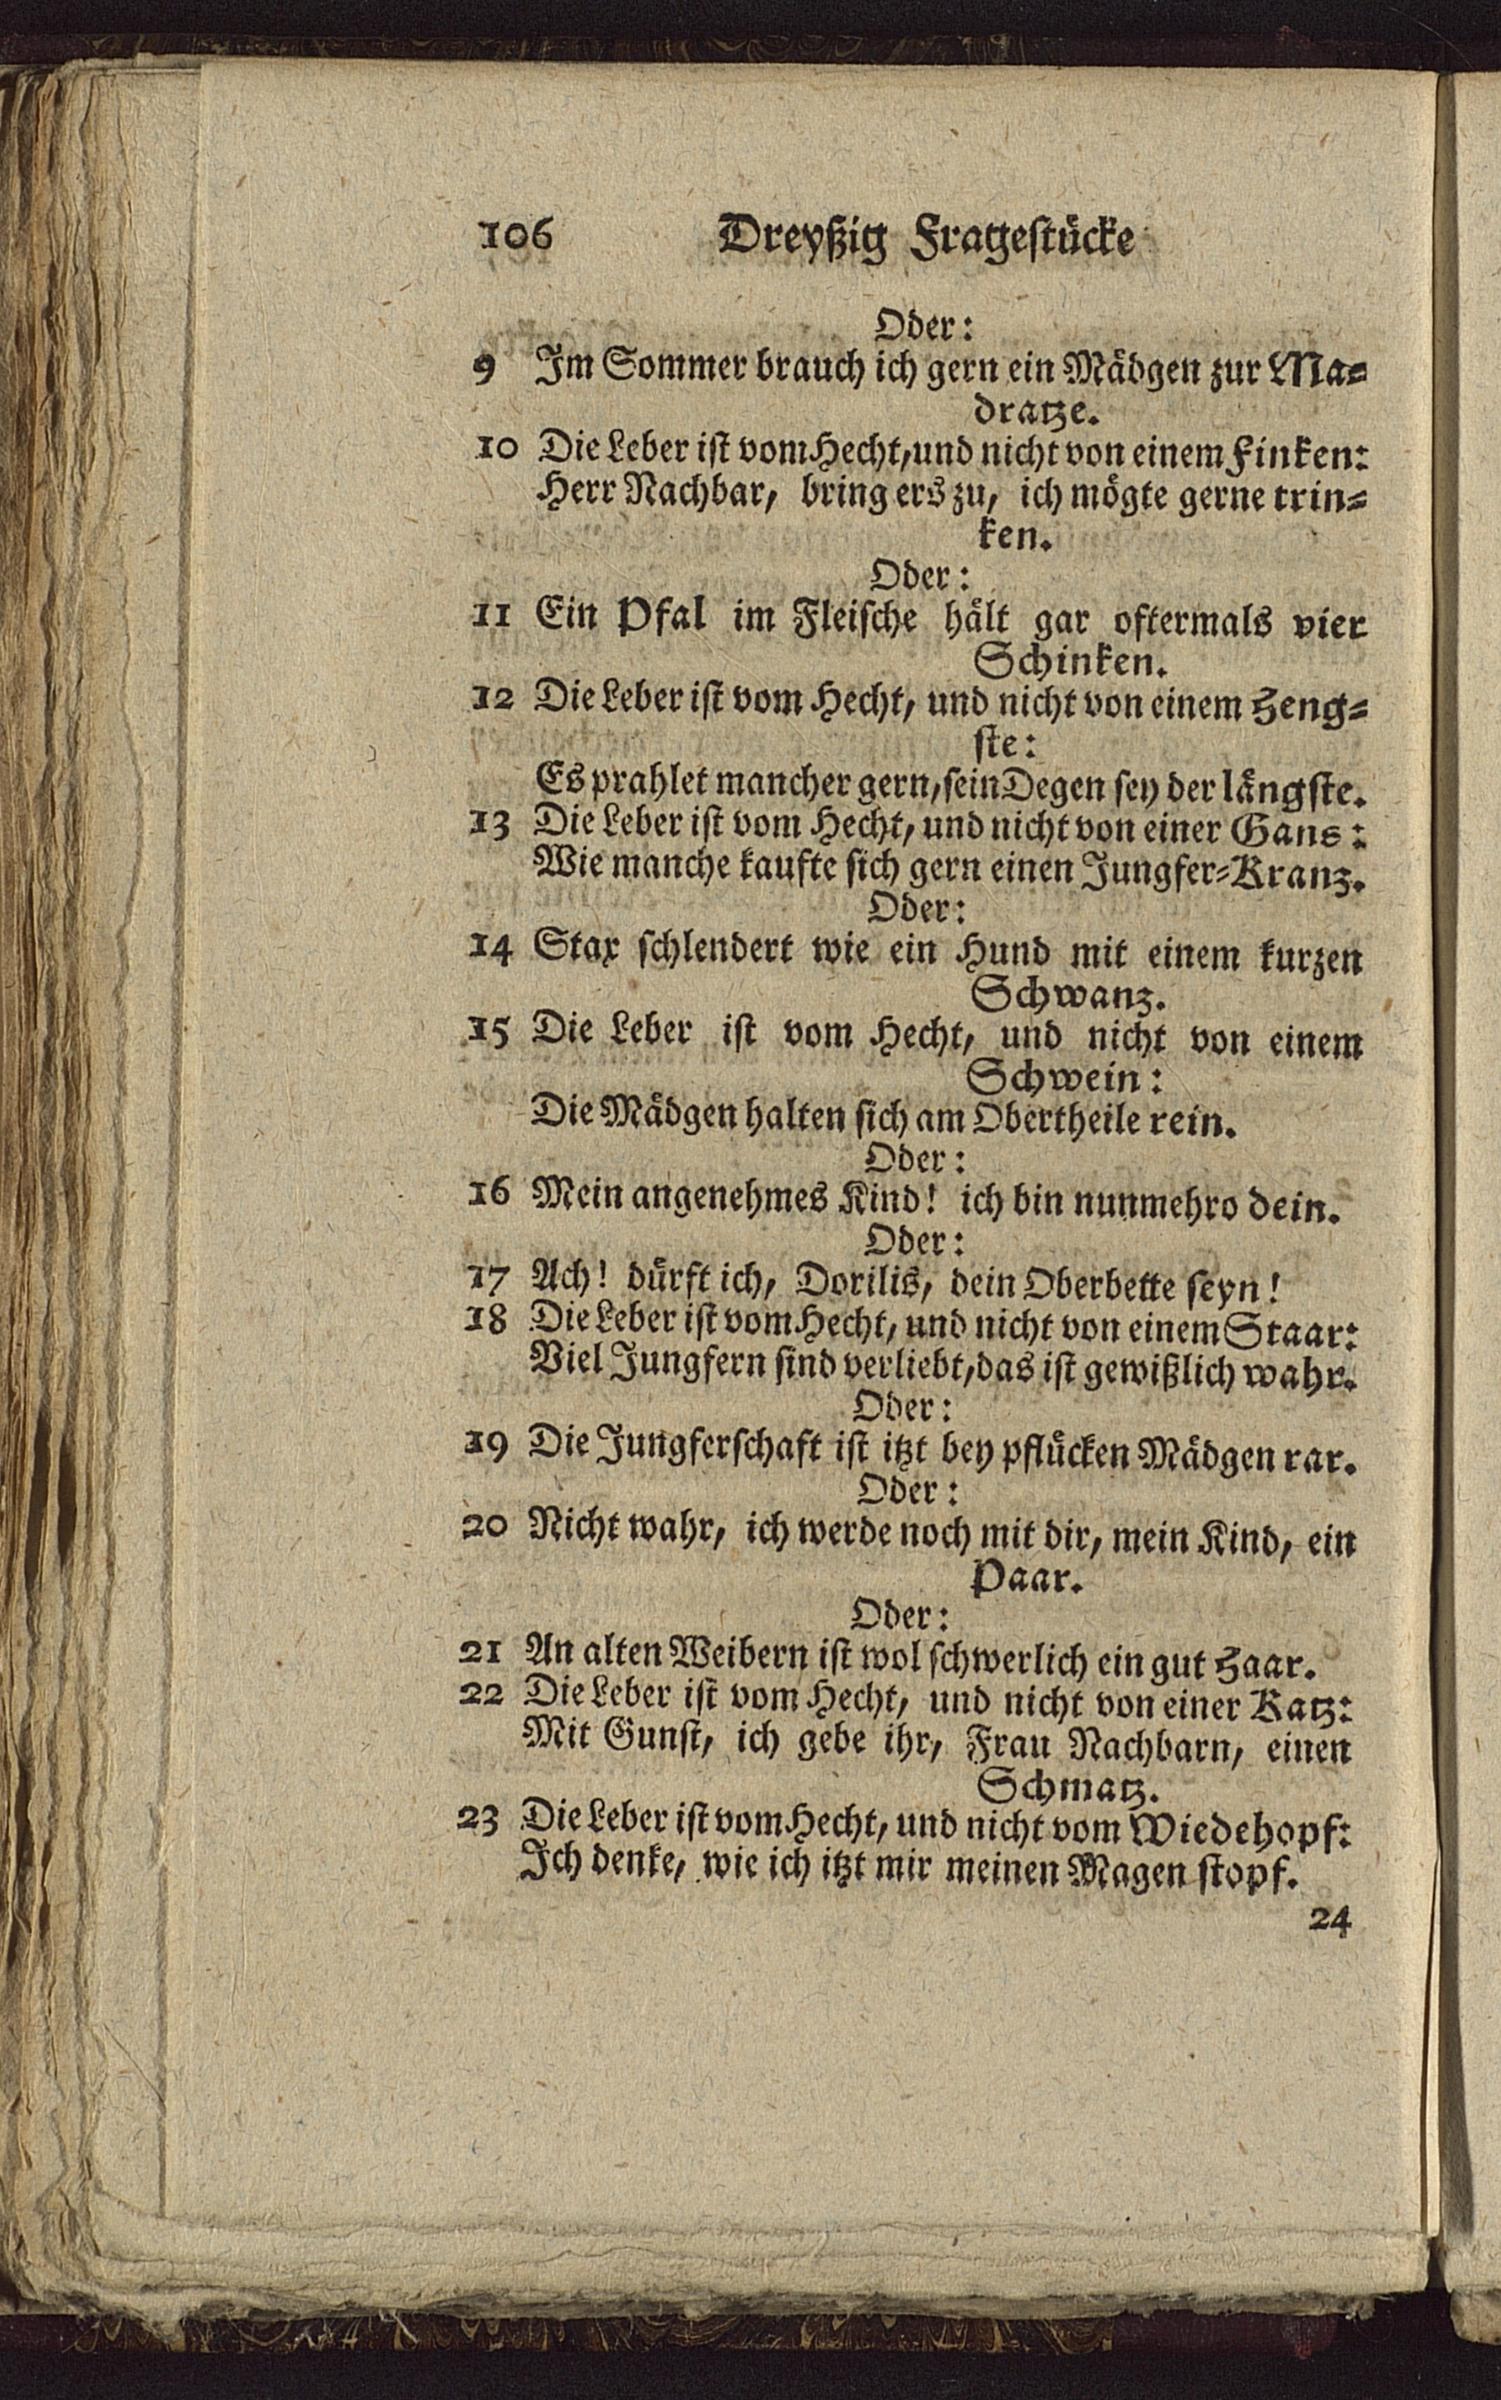 106 Dreyßig Fragestücke
Oder:
9 Im Sommer brauch ich gern ein Mädgen zur Ma-
dratze.
10 Die Leber ist vom Hecht, und nicht von einem Finken:
Herr Nachbar, bring ers zu, ich mögte gerne trin-
ken.
Oder:
11 Ein Pfal im Fleische hält gar oftermals vier
Schinken.
12 Die Leber ist vom Hecht, und nicht von einem Heng-
ste:
Es prahlet mancher gern, sein Degen sey der längste.
13 Die Leber ist vom Hecht, und nicht von einer Gans:
Wie manche kaufte sich gern einen Jungfer-Kranz.
Oder:
14 Stax schlendert wie ein Hund mit einem kurzen
Schwanz.
15 Die Leber ist vom Hecht, und nicht von einem
Schwein:
Die Mädgen halten sich am Obertheile rein.
Oder:
16 Mein angenehmes Kind! ich bin nunmehro dein.
Oder:
17 Ach! dürft ich, Dorilis, dein Oberbette seyn!
18 Die Leber ist vom Hecht, und nicht von einem Staar:
Viel Jungfern sind verliebt, das ist gewißlich wahr.
Oder:
19 Die Jungferschaft ist itzt bey pflücken Mädgen rar.
Oder:
20 Nicht wahr, ich werde noch mit dir, mein Kind, ein
Paar.
Oder:
21 An alten Weibern ist wol schwerlich ein gut Haar.
22 Die Leber ist vom Hecht, und nicht von einer Katz:
Mit Gunst, ich gebe ihr, Frau Nachbarn, einen
Schmatz.
23 Die Leber ist vom Hecht, und nicht vom Wiedehopf:
Ich denke, wie ich itzt mir meinen Magen stopf.
24